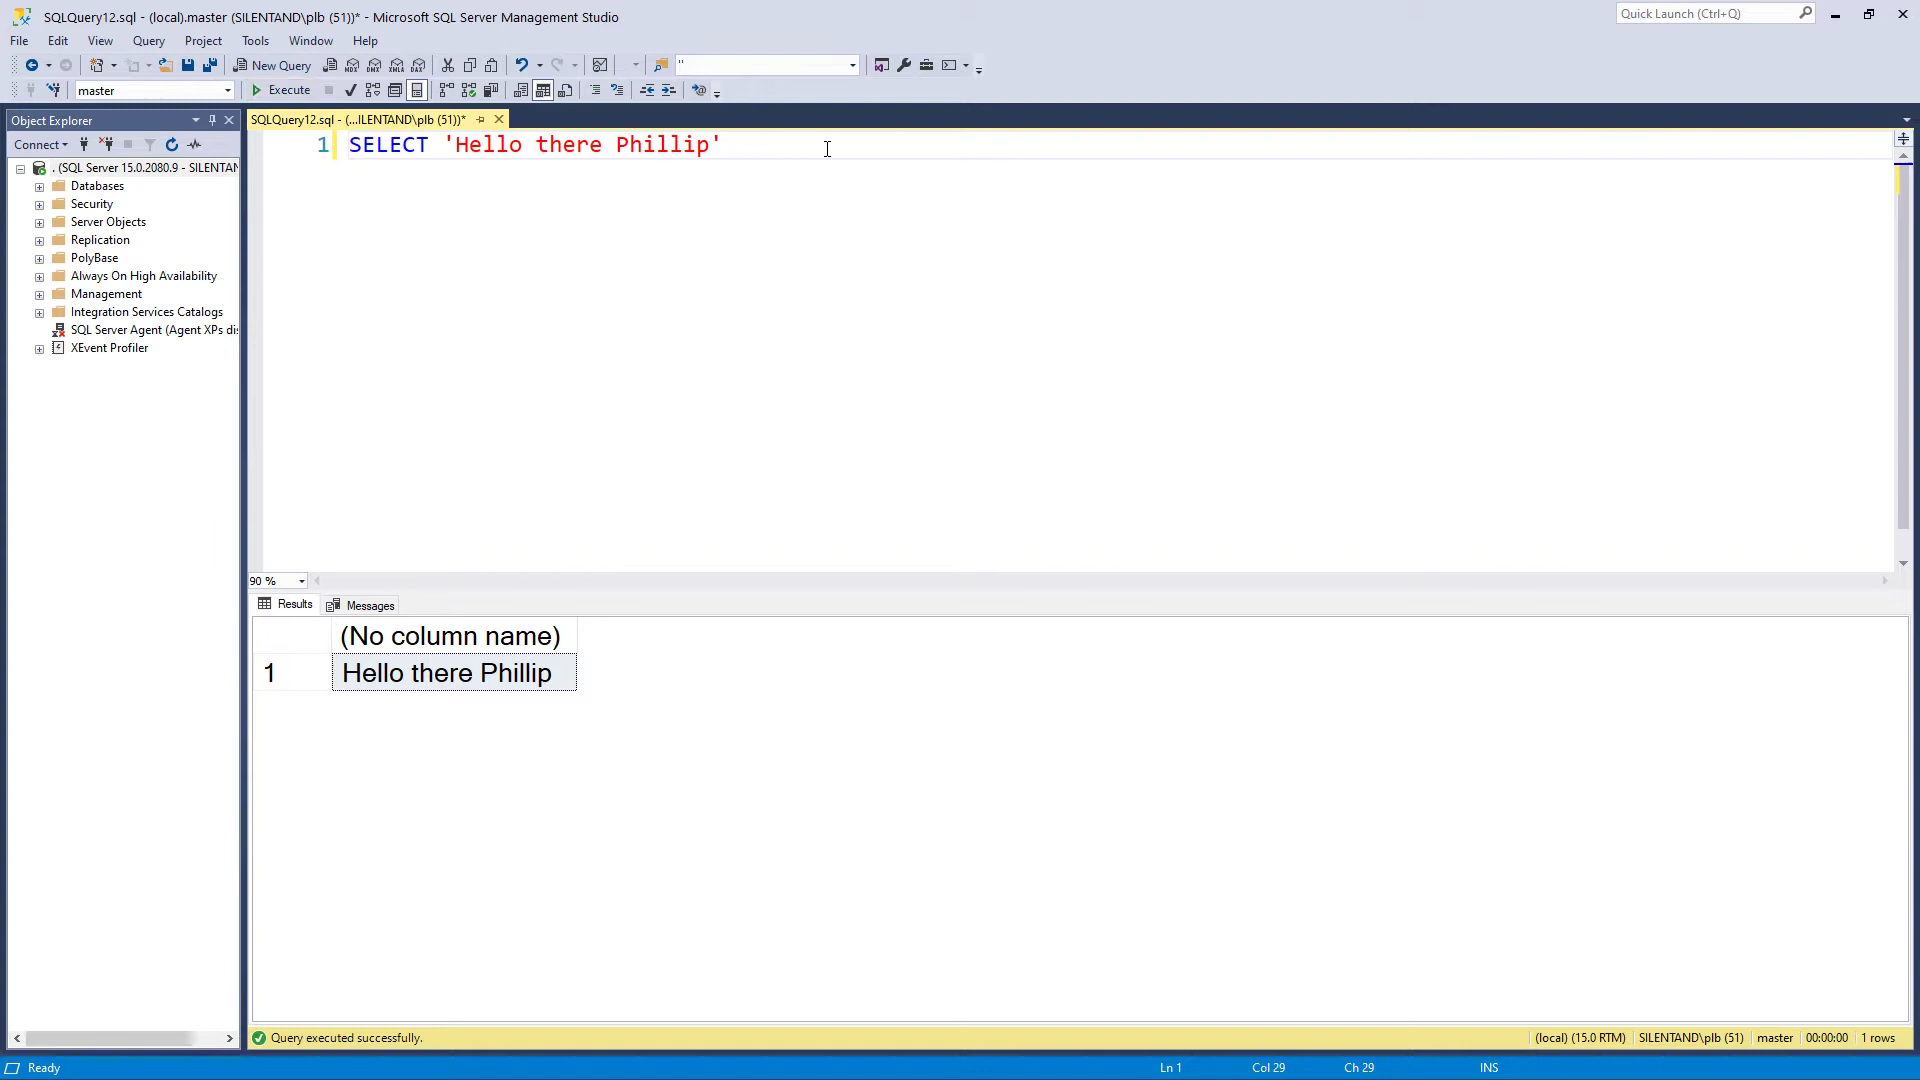 SQLQuery12.sql - (local).master (SILENTAND\plb (51))* - Microsoft SQL Server Management Studio
Quick Launch (Ctrl+Q)
File Edit View Query Project Tools Window Help
New Query
''
master
Execute
Object Explorer
SQLQuery12.sql - (...ILENTAND\plb (51))*
Connect
1 SELECT 'Hello there Phillip'
. (SQL Server 15.0.2080.9 - SILENTAN
Databases
Security
Server Objects
Replication
PolyBase
Always On High Availability
Management
Integration Services Catalogs
SQL Server Agent (Agent XPs dis
XEvent Profiler
90 %
Results Messages
(No column name)
1 Hello there Phillip
Query executed successfully. (local) (15.0 RTM) SILENTAND\plb (51) master 00:00:00 1 rows
Ready Ln 1 Col 29 Ch 29 INS